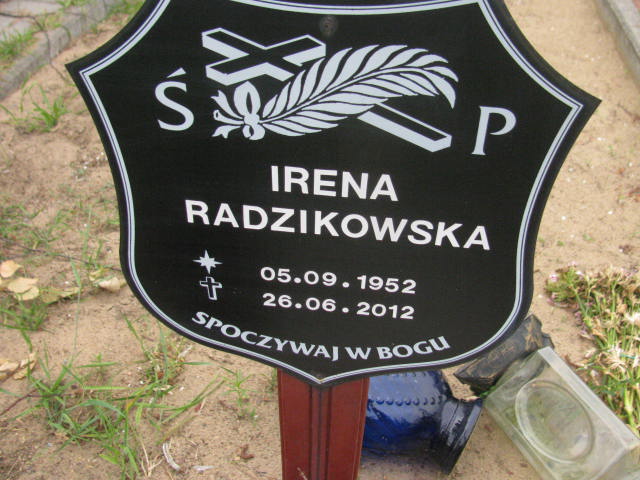 Ś P
IRENA
RADZIKOWSKA
05.09.1952
26.06.2012
SPOCZYWAJ W BOGU